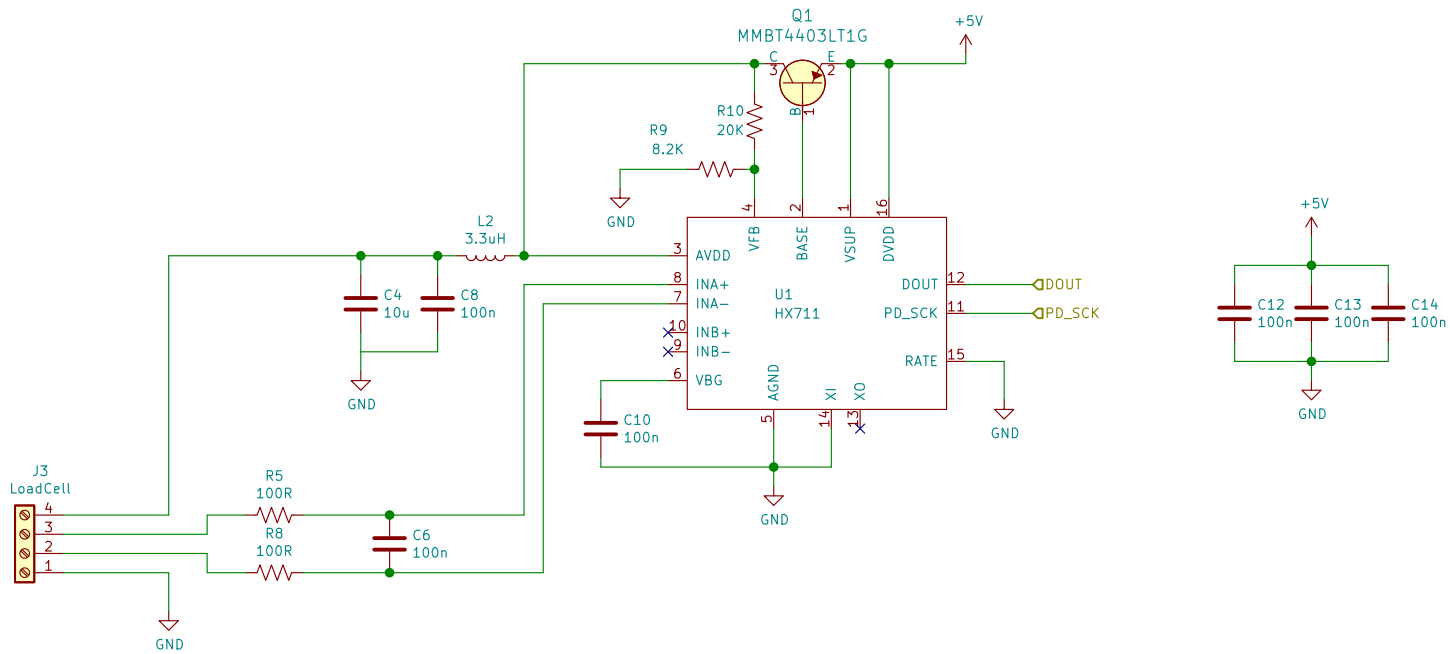 Q1
MMBT4403LT1G
+5V
C
3
E
2
B
1
R10
20K
R9
8.2K
GND
4
2
1
16
VFB
BASE
VSUP
DVDD
L2
3.3uH
3
AVDD
8
INA+
7
INA-
10
INB+
9
INB-
6
VBG
U1
HX711
DOUT
12
DOUT
PD_SCK
11
PD_SCK
RATE
15
GND
AGND
XI
XO
5
14
13
GND
C4
10u
C8
100n
GND
C10
100n
+5V
C12
100n
C13
100n
C14
100n
GND
J3
LoadCell
4
3
2
1
R5
100R
R8
100R
C6
100n
GND